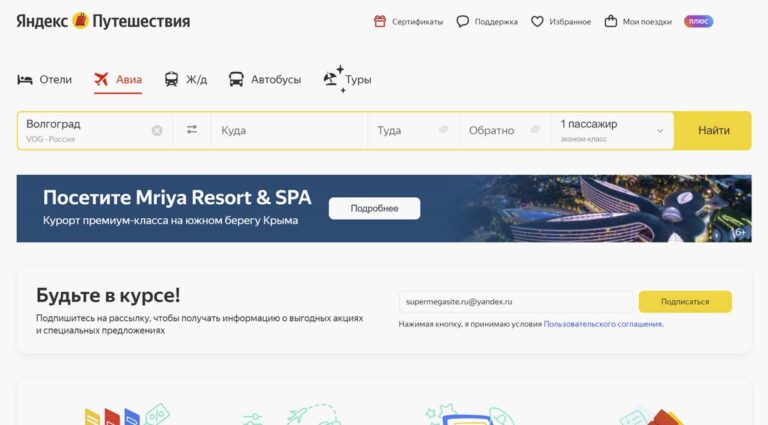 Яндекс Путешествия
Сертификаты Поддержка Избранное Мои поездки плюс
Отели Авиа Ж/д Автобусы Туры
Волгоград
VOG - Россия
Куда
Туда
Обратно
1 пассажир
эконом-класс
Найти
Посетите Mriya Resort & SPA
Курорт премиум-класса на южном берегу Крыма
Подробнее
16+
Будьте в курсе!
Подпишитесь на рассылку, чтобы получать информацию о выгодных акциях
и специальных предложениях
supermegasite.ru@yandex.ru
Подписаться
Нажимая кнопку, я принимаю условия Пользовательского соглашения.